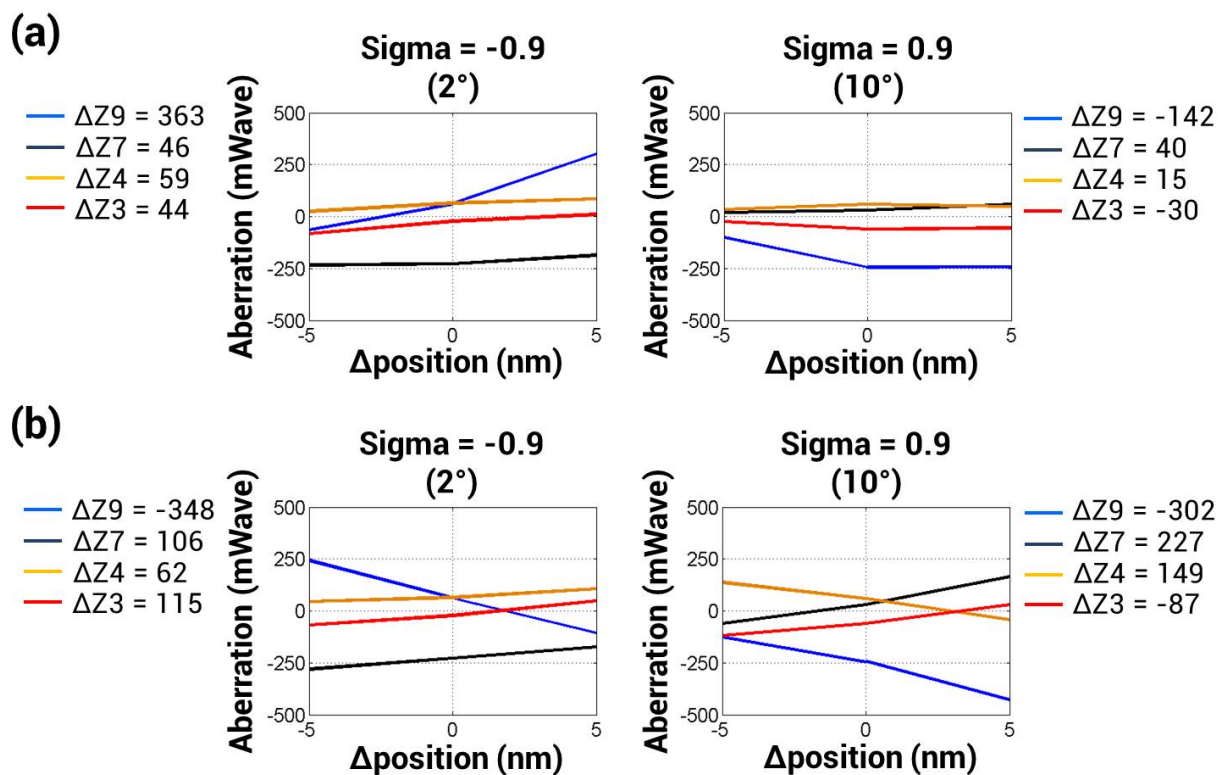 (a)
Sigma = -0.9
(2°)
Sigma = 0.9
(10°)
ΔZ9 = 363
ΔZ7 = 46
ΔZ4 = 59
ΔZ3 = 44
Aberration (mWave)
500
250
0
-250
-500
-5
0
5
Δposition (nm)
Aberration (mWave)
500
250
0
-250
-500
-5
0
5
Δposition (nm)
ΔZ9 = -142
ΔZ7 = 40
ΔZ4 = 15
ΔZ3 = -30
(b)
Sigma = -0.9
(2°)
Sigma = 0.9
(10°)
ΔZ9 = -348
ΔZ7 = 106
ΔZ4 = 62
ΔZ3 = 115
Aberration (mWave)
500
250
0
-250
-500
-5
0
5
Δposition (nm)
Aberration (mWave)
500
250
0
-250
-500
-5
0
5
Δposition (nm)
ΔZ9 = -302
ΔZ7 = 227
ΔZ4 = 149
ΔZ3 = -87